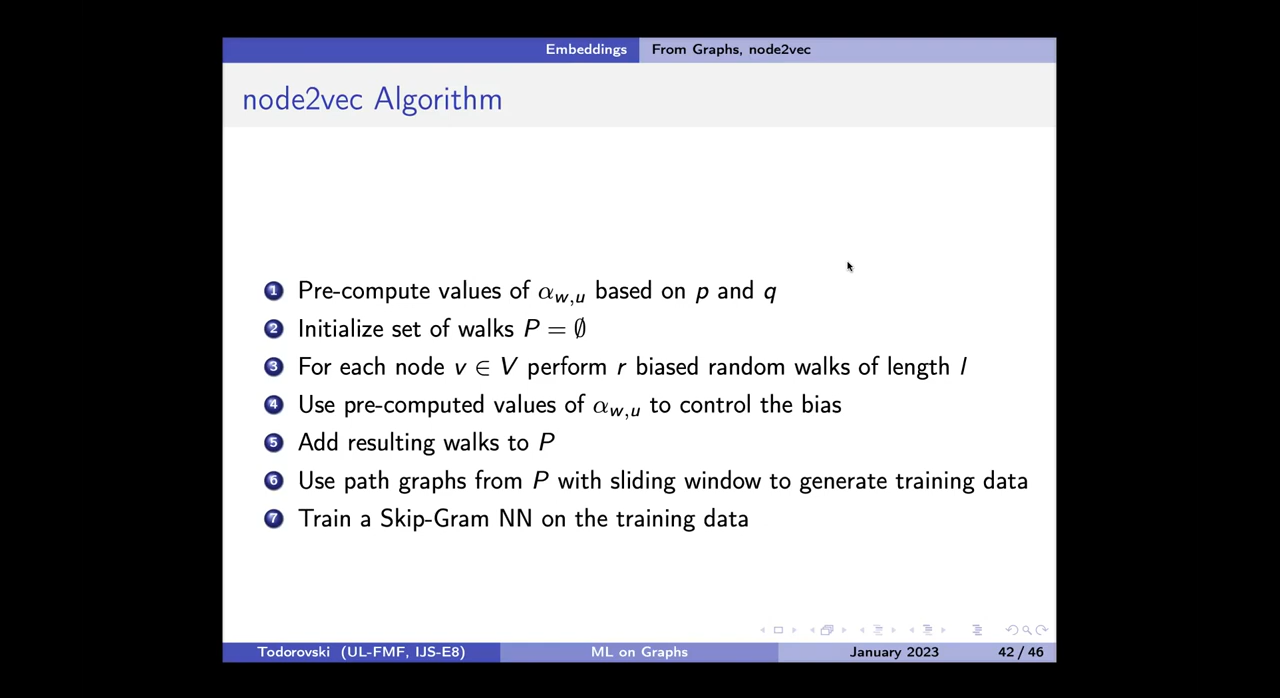 Embeddings From Graphs, node2vec
node2vec Algorithm
1 Pre-compute values of α_{w,u} based on p and q
2 Initialize set of walks P = ∅
3 For each node v ∈ V perform r biased random walks of length l
4 Use pre-computed values of α_{w,u} to control the bias
5 Add resulting walks to P
6 Use path graphs from P with sliding window to generate training data
7 Train a Skip-Gram NN on the training data
Todorovski (UL-FMF, IJS-E8) ML on Graphs January 2023 42 / 46